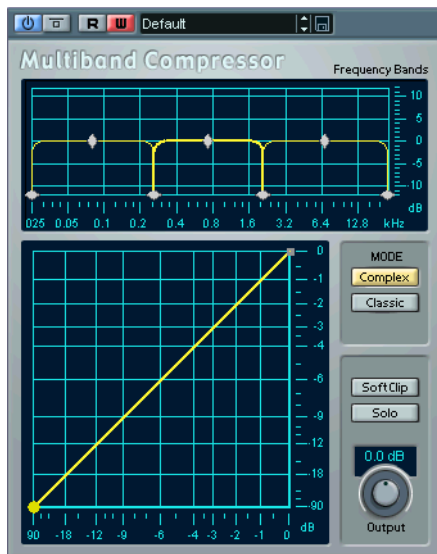 R W Default
Multiband Compressor
Frequency Bands
10
5
0
-5
-10
dB
025 0.05 0.1 0.2 0.4 0.8 1.6 3.2 6.4 12.8 kHz
0
-1
-2
-3
-4
-6
-9
-12
-18
-90
90 -18 -12 -9 -6 -4 -3 -2 -1 0 dB
MODE
Complex
Classic
SoftClip
Solo
0.0 dB
Output